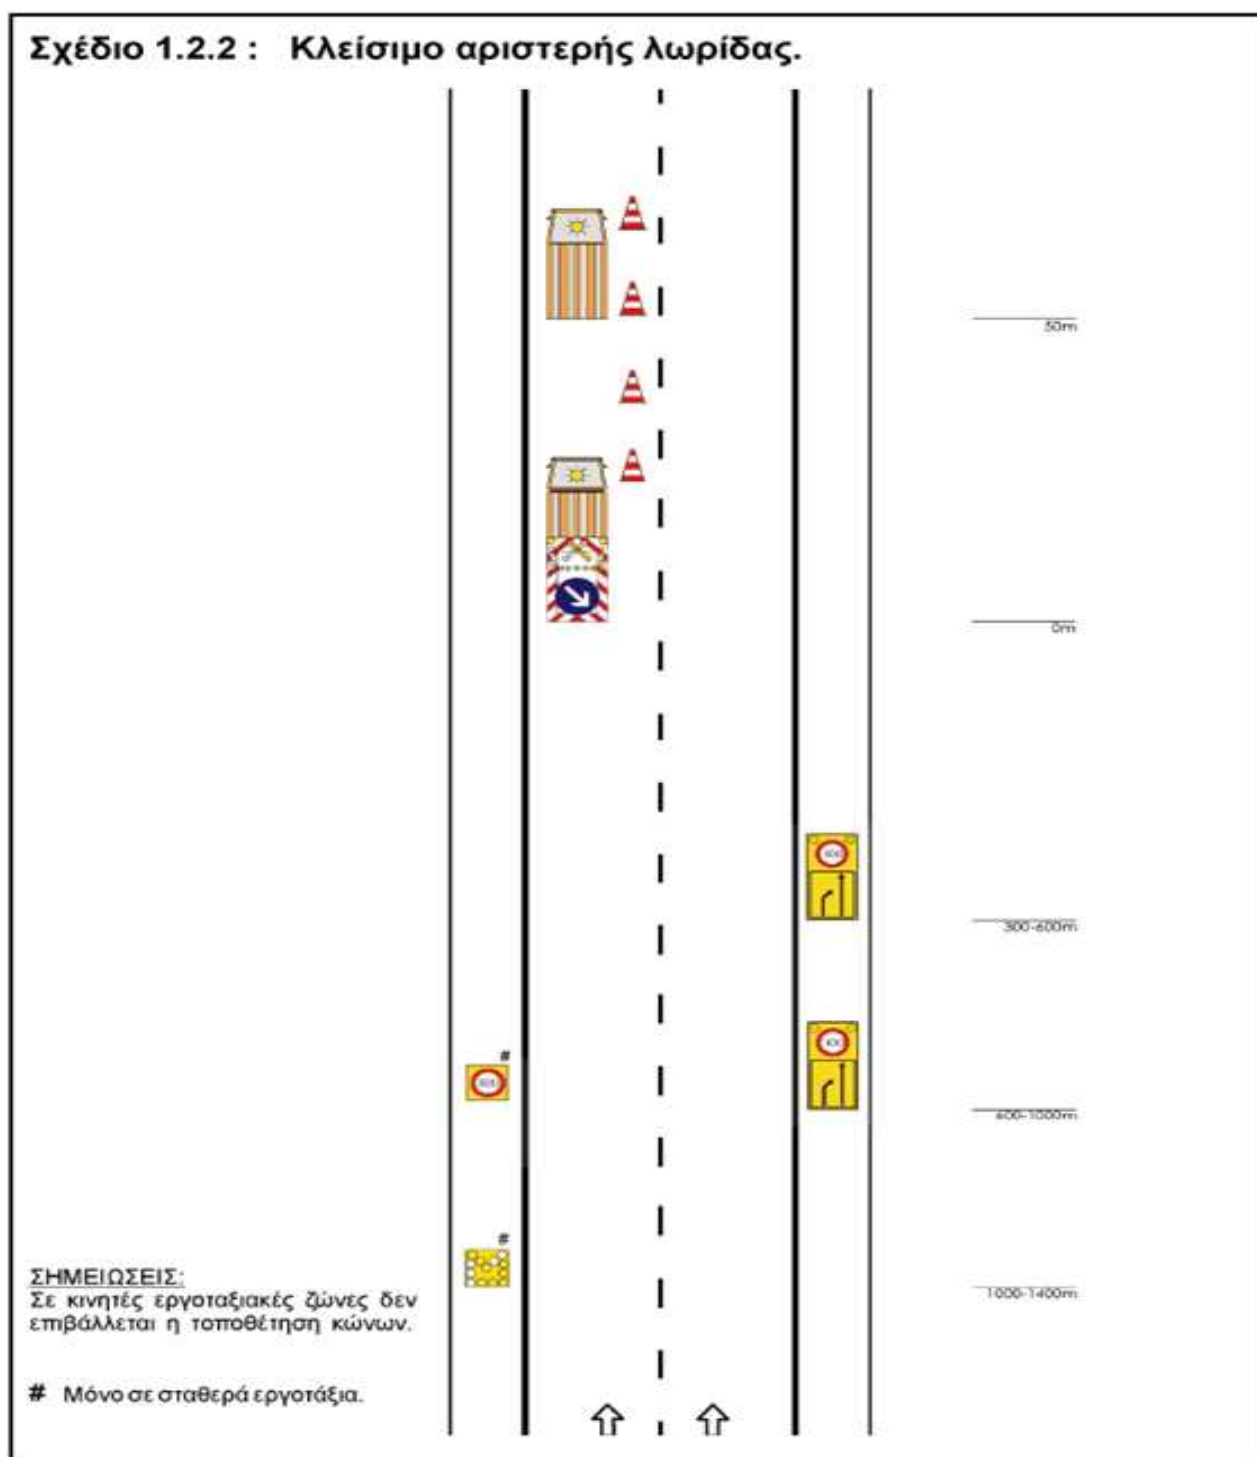 Σχέδιο 1.2.2 : Κλείσιμο αριστερής λωρίδας.
50m
0m
300-600m
#
600-1000m
#
1000-1400m
ΣΗΜΕΙΩΣΕΙΣ:
Σε κινητές εργοταξιακές ζώνες δεν
επιβάλλεται η τοποθέτηση κώνων.
# Μόνο σε σταθερά εργοτάξια.